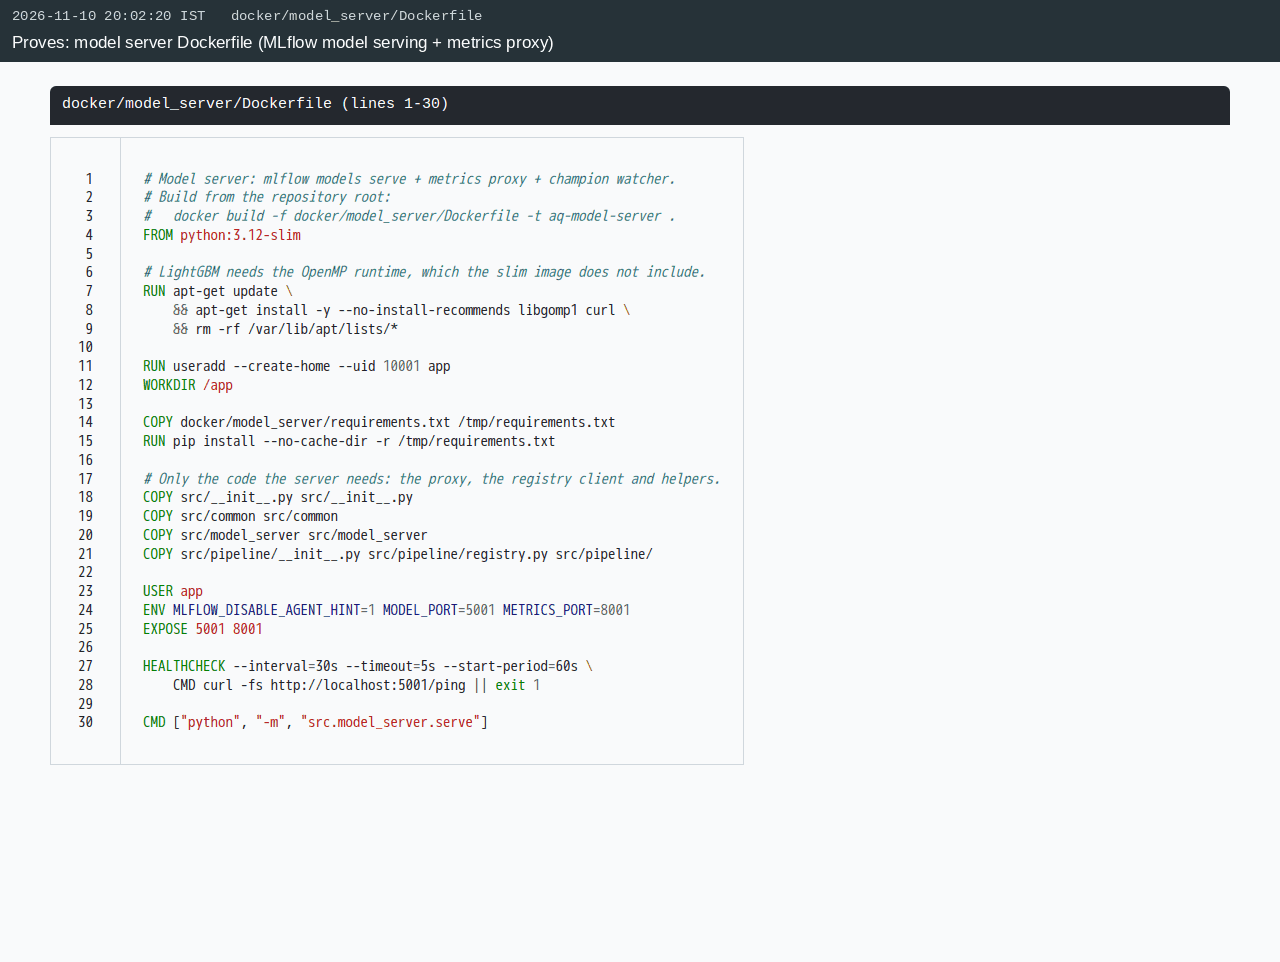 2026-11-10 20:02:20 IST   docker/model_server/Dockerfile
Proves: model server Dockerfile (MLflow model serving + metrics proxy)
docker/model_server/Dockerfile (lines 1-30)
1 # Model server: mlflow models serve + metrics proxy + champion watcher.
2 # Build from the repository root:
3 #   docker build -f docker/model_server/Dockerfile -t aq-model-server .
4 FROM python:3.12-slim
5
6 # LightGBM needs the OpenMP runtime, which the slim image does not include.
7 RUN apt-get update \
8     && apt-get install -y --no-install-recommends libgomp1 curl \
9     && rm -rf /var/lib/apt/lists/*
10
11 RUN useradd --create-home --uid 10001 app
12 WORKDIR /app
13
14 COPY docker/model_server/requirements.txt /tmp/requirements.txt
15 RUN pip install --no-cache-dir -r /tmp/requirements.txt
16
17 # Only the code the server needs: the proxy, the registry client and helpers.
18 COPY src/__init__.py src/__init__.py
19 COPY src/common src/common
20 COPY src/model_server src/model_server
21 COPY src/pipeline/__init__.py src/pipeline/registry.py src/pipeline/
22
23 USER app
24 ENV MLFLOW_DISABLE_AGENT_HINT=1 MODEL_PORT=5001 METRICS_PORT=8001
25 EXPOSE 5001 8001
26
27 HEALTHCHECK --interval=30s --timeout=5s --start-period=60s \
28     CMD curl -fs http://localhost:5001/ping || exit 1
29
30 CMD ["python", "-m", "src.model_server.serve"]